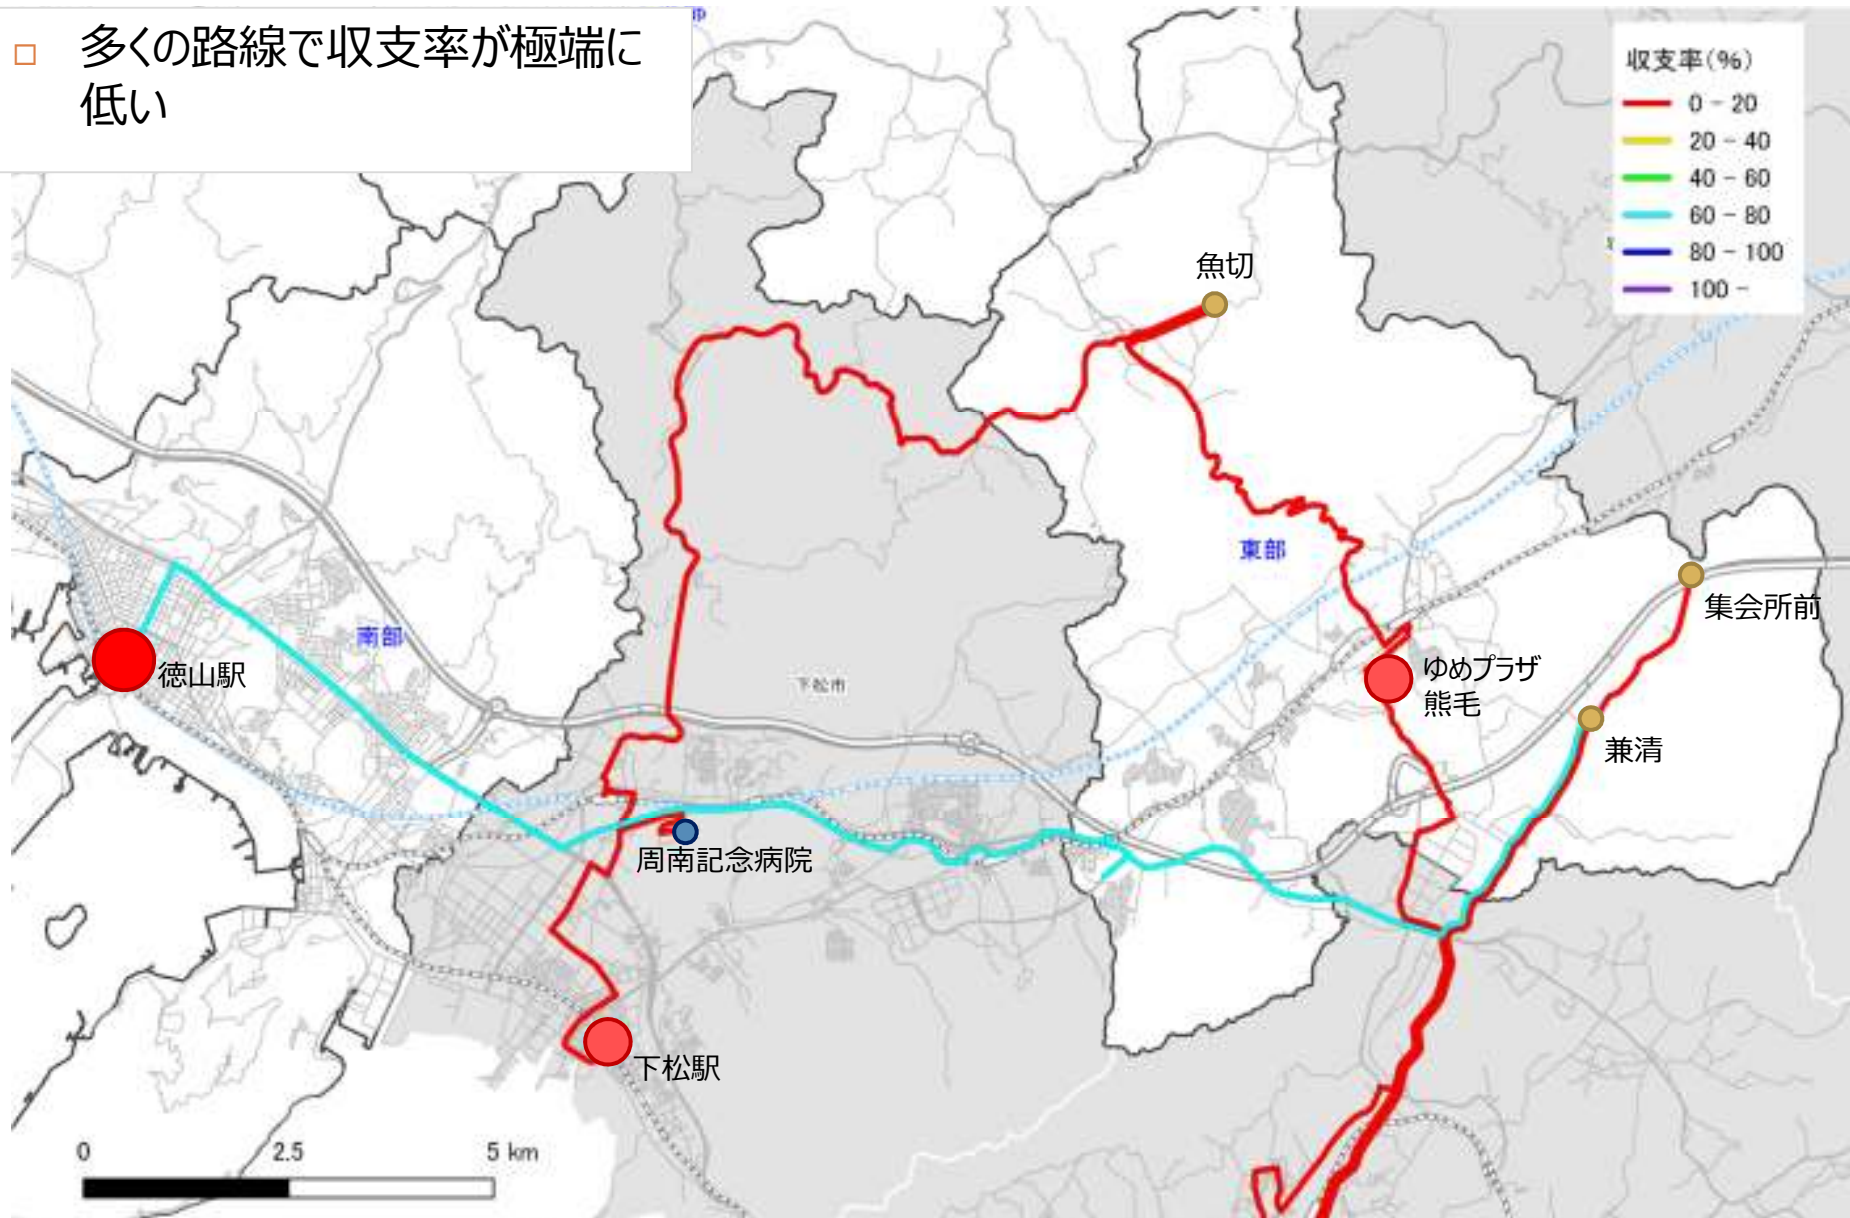 多くの路線で収支率が極端に
低い
収支率(%)
0 - 20
20 - 40
40 - 60
60 - 80
80 - 100
100 -
魚切
東部
集会所前
南部
徳山駅
ゆめプラザ
熊毛
下松市
兼清
周南記念病院
下松駅
0 2.5 5 km